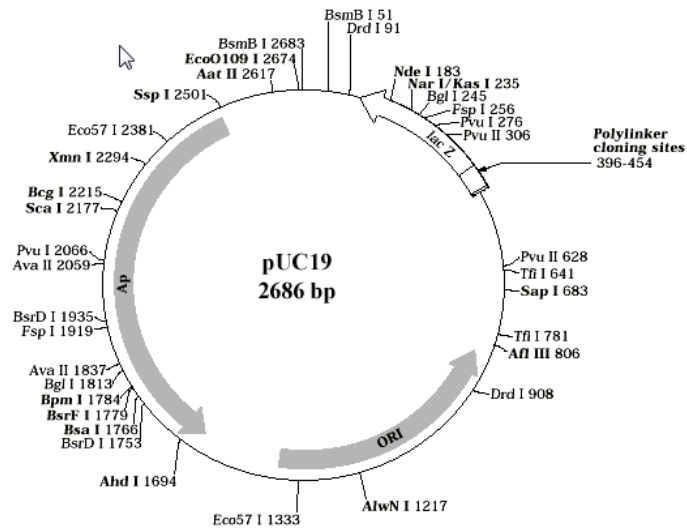 BsmB I 51
Drd I 91
BsmB I 2683
EcoO109 I 2674
Aat II 2617
Ssp I 2501
Eco57 I 2381
Xmn I 2294
Bcg I 2215
Sca I 2177
Pvu I 2066
Ava II 2059
BsrD I 1935
Fsp I 1919
Ava II 1837
Bgl I 1813
Bpm I 1784
BsrF I 1779
Bsa I 1766
BsrD I 1753
Ahd I 1694
Eco57 I 1333
AlwN I 1217
Drd I 908
Afl III 806
Tfi I 781
Sap I 683
Tfi I 641
Pvu II 628
Polylinker
cloning sites
396-454
Nde I 183
Nar I/Kas I 235
Bgl I 245
Fsp I 256
Pvu I 276
Pvu II 306
lac Z
pUC19
2686 bp
Ap
ORI